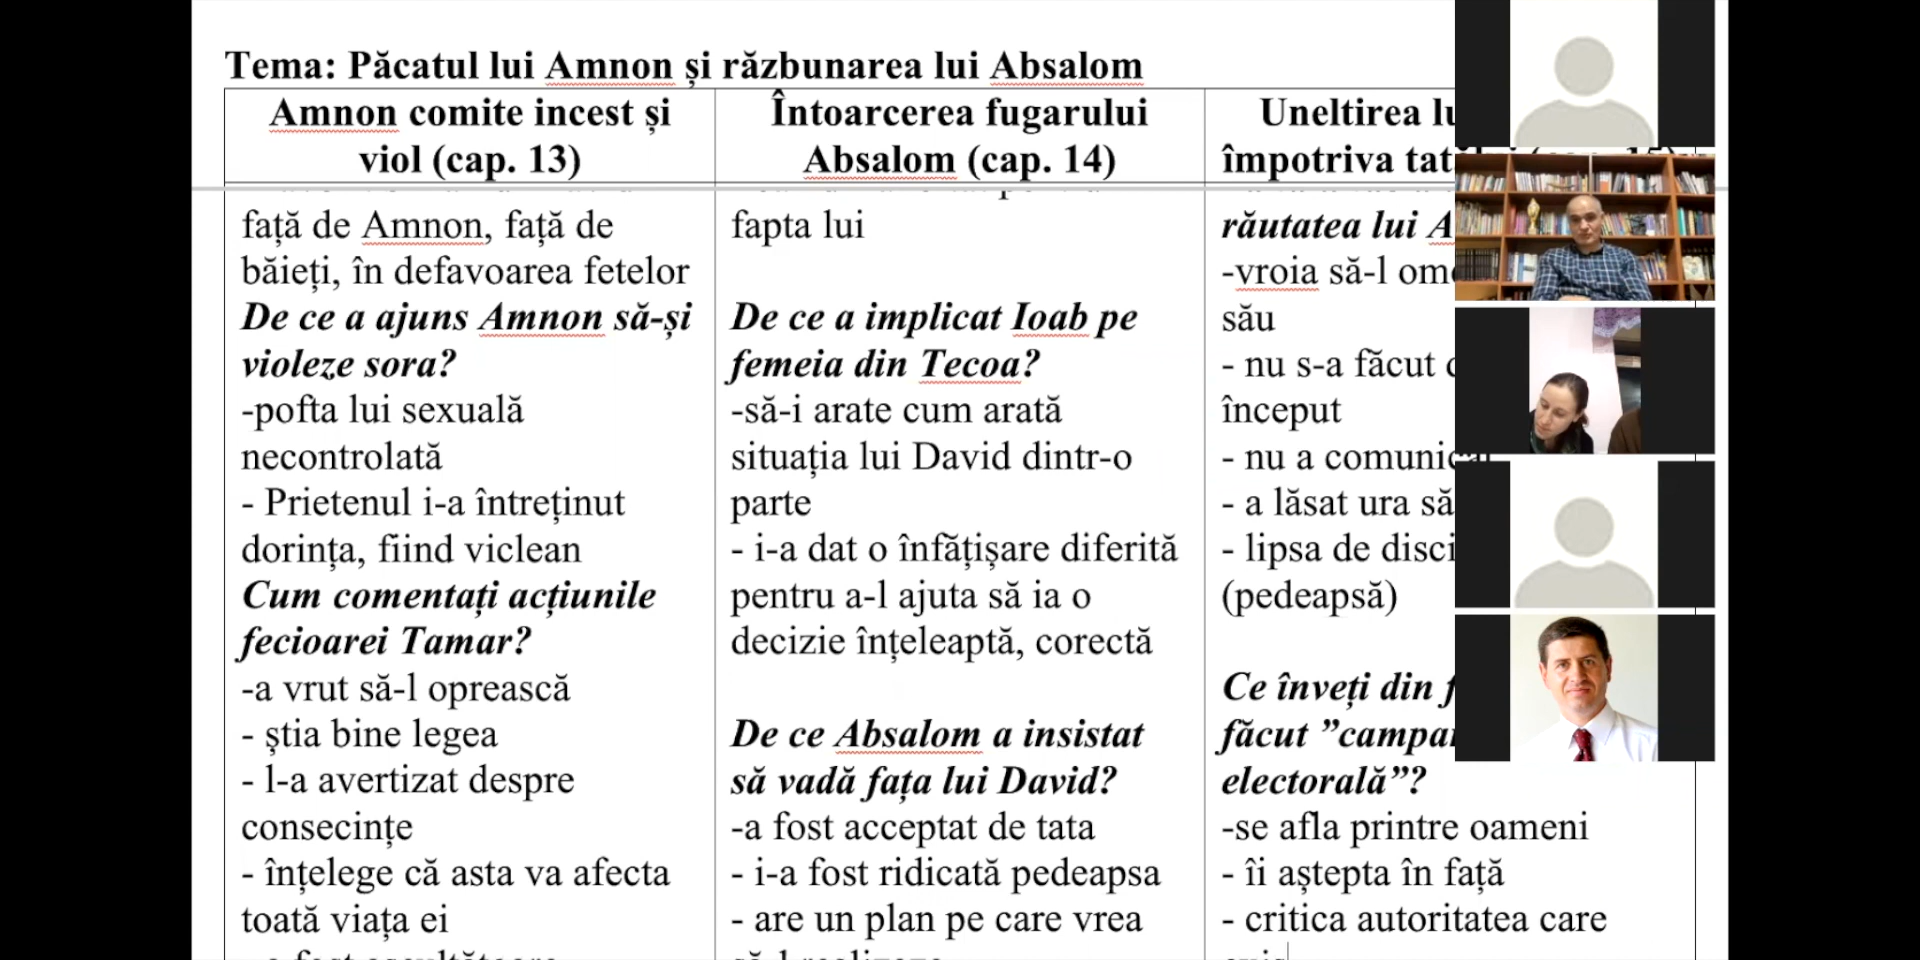 Tema: Păcatul lui Amnon și răzbunarea lui Absalom
Amnon comite incest și
viol (cap. 13)
față de Amnon, față de
băieți, în defavoarea fetelor
De ce a ajuns Amnon să-și
violeze sora?
-pofta lui sexuală
necontrolată
- Prietenul i-a întreținut
dorința, fiind viclean
Cum comentați acțiunile
fecioarei Tamar?
-a vrut să-l oprească
- știa bine legea
- l-a avertizat despre
consecințe
- înțelege că asta va afecta
toată viața ei
Întoarcerea fugarului
Absalom (cap. 14)
fapta lui
De ce a implicat Ioab pe
femeia din Tecoa?
-să-i arate cum arată
situația lui David dintr-o
parte
- i-a dat o înfățișare diferită
pentru a-l ajuta să ia o
decizie înțeleaptă, corectă
De ce Absalom a insistat
să vadă fața lui David?
-a fost acceptat de tata
- i-a fost ridicată pedeapsa
- are un plan pe care vrea
Uneltirea
împotriva
răutatea lui
-vroia să-l
său
- nu s-a făcut
început
- nu a
- a lăsat ura să
- lipsa de
(pedeapsă)
Ce înveți din
făcut ”
electorală”?
-se afla printre oameni
- îi aștepta în față
- critica autoritatea care